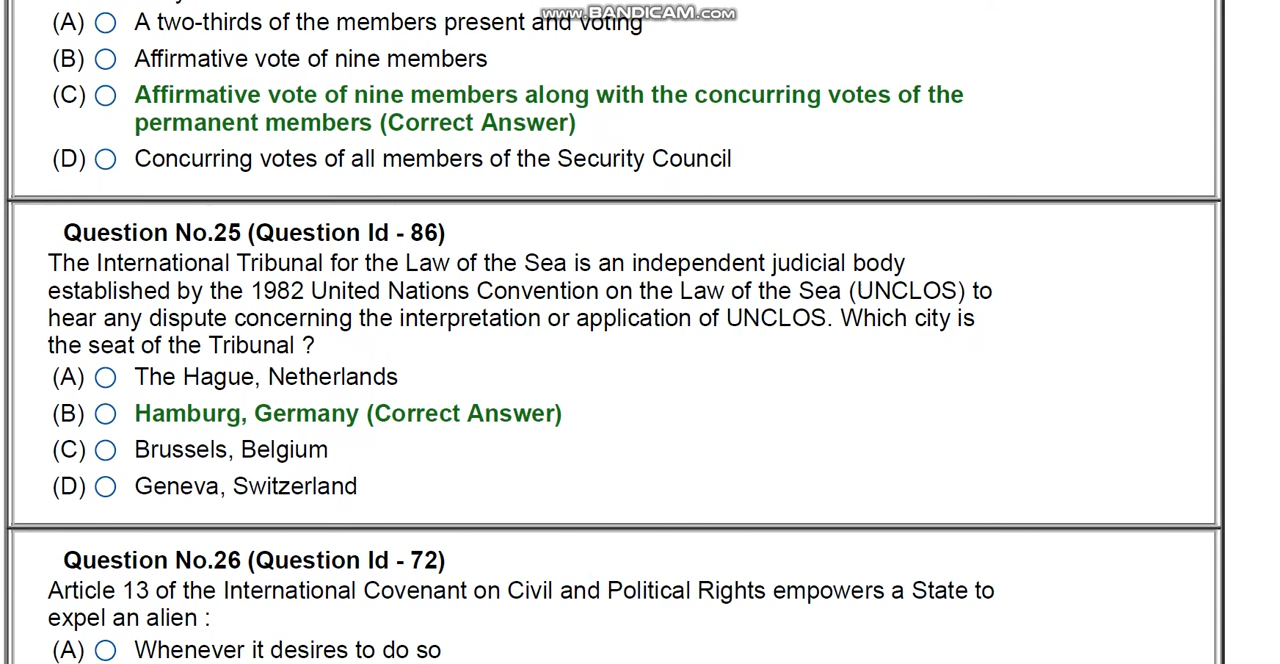 www.BANDICAM.com
(A) A two-thirds of the members present and voting
(B) Affirmative vote of nine members
(C) Affirmative vote of nine members along with the concurring votes of the
permanent members (Correct Answer)
(D) Concurring votes of all members of the Security Council
Question No.25 (Question Id - 86)
The International Tribunal for the Law of the Sea is an independent judicial body
established by the 1982 United Nations Convention on the Law of the Sea (UNCLOS) to
hear any dispute concerning the interpretation or application of UNCLOS. Which city is
the seat of the Tribunal ?
(A) The Hague, Netherlands
(B) Hamburg, Germany (Correct Answer)
(C) Brussels, Belgium
(D) Geneva, Switzerland
Question No.26 (Question Id - 72)
Article 13 of the International Covenant on Civil and Political Rights empowers a State to
expel an alien :
(A) Whenever it desires to do so